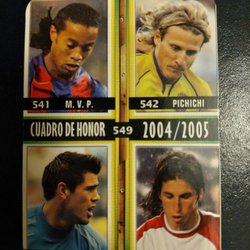 541 M. V. P.
542 PICHICHI
CUADRO DE HONOR 549 2004/2005